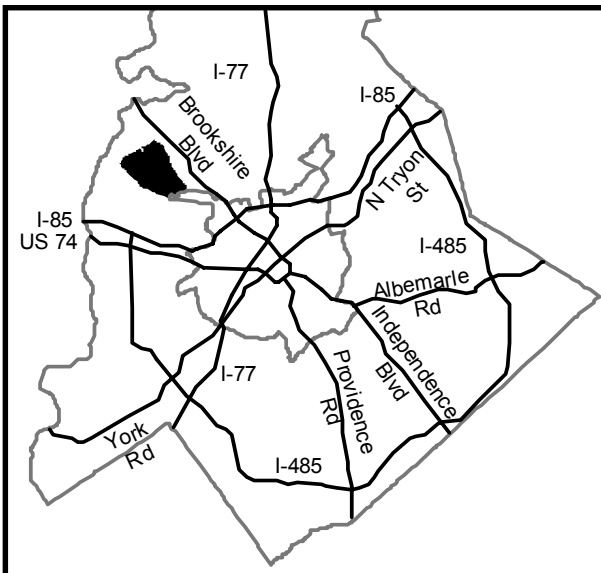 I-77
I-85
Brookshire
Blvd
N Tryon
St
I-85
US 74
I-485
Albemarle
Rd
Independence
Blvd
Providence
Rd
I-77
York
Rd
I-485